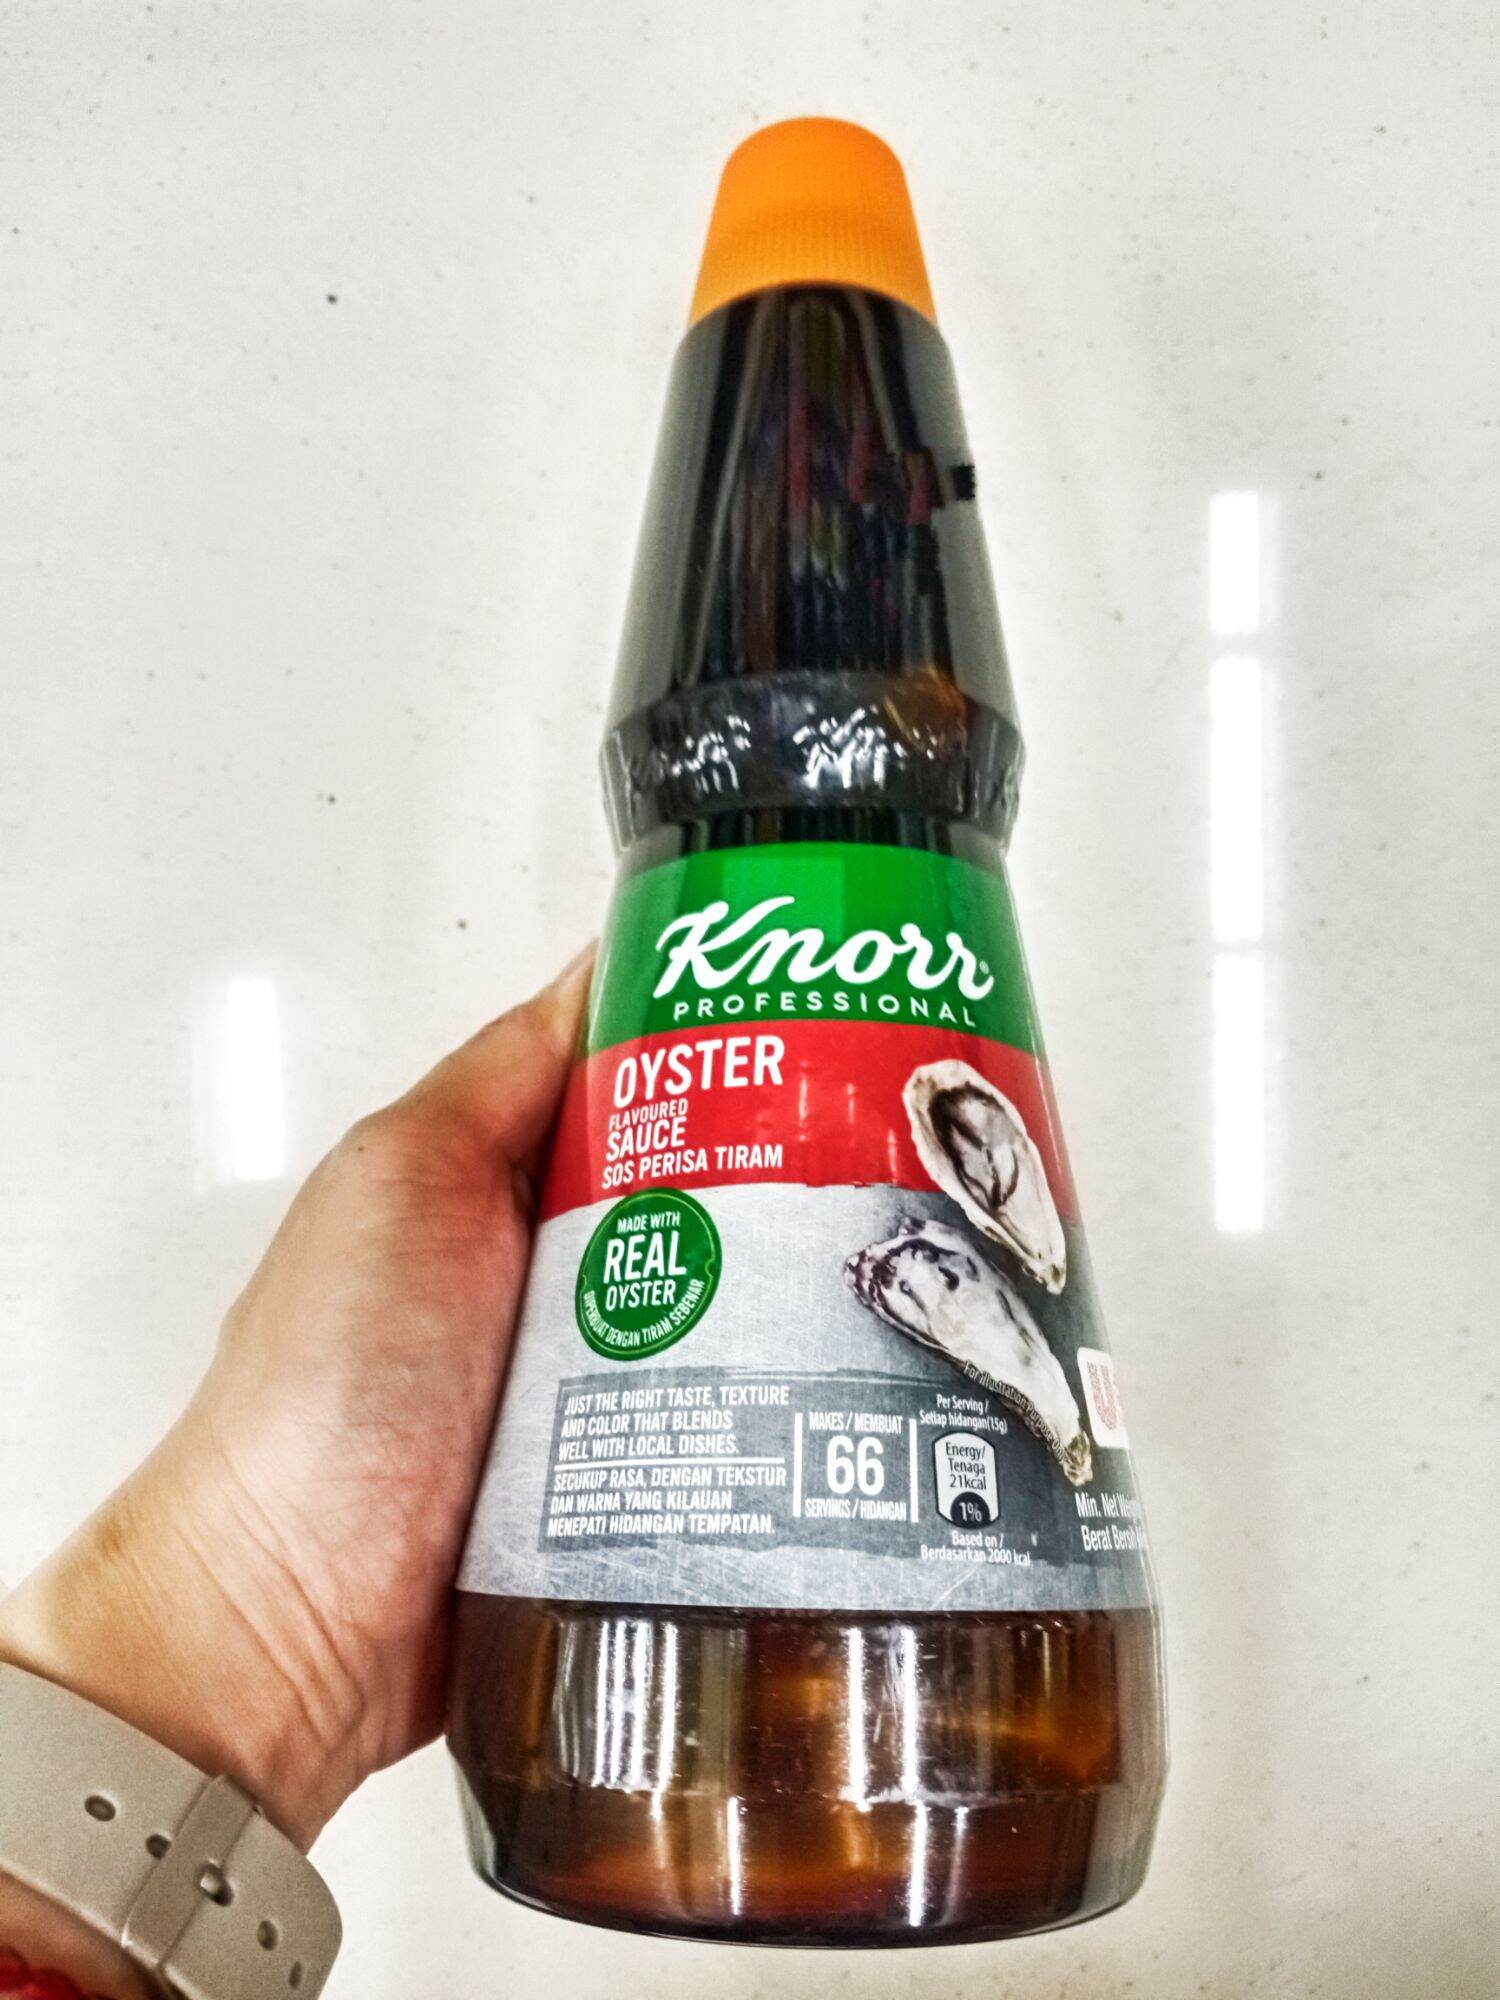 Knorr
PROFESSIONAL
OYSTER
FLAVOURED
SAUCE
SOS PERISA TIRAM
MADE WITH
REAL
OYSTER
DIPERBUAT DENGAN TIRAM SEBENAR
JUST THE RIGHT TASTE, TEXTURE
AND COLOR THAT BLENDS
WELL WITH LOCAL DISHES.
SECUKUP RASA, DENGAN TEKSTUR
DAN WARNA YANG KILAUAN
MENEPATI HIDANGAN TEMPATAN.
MAKES / MEMBUAT
66
SERVINGS / HIDANGAN
Per Serving /
Setiap hidangan(15g)
Energy/
Tenaga
21kcal
1%
Based on /
Berdasarkan 2000 kcal
For illustration Purpose
Min. Net
Berat